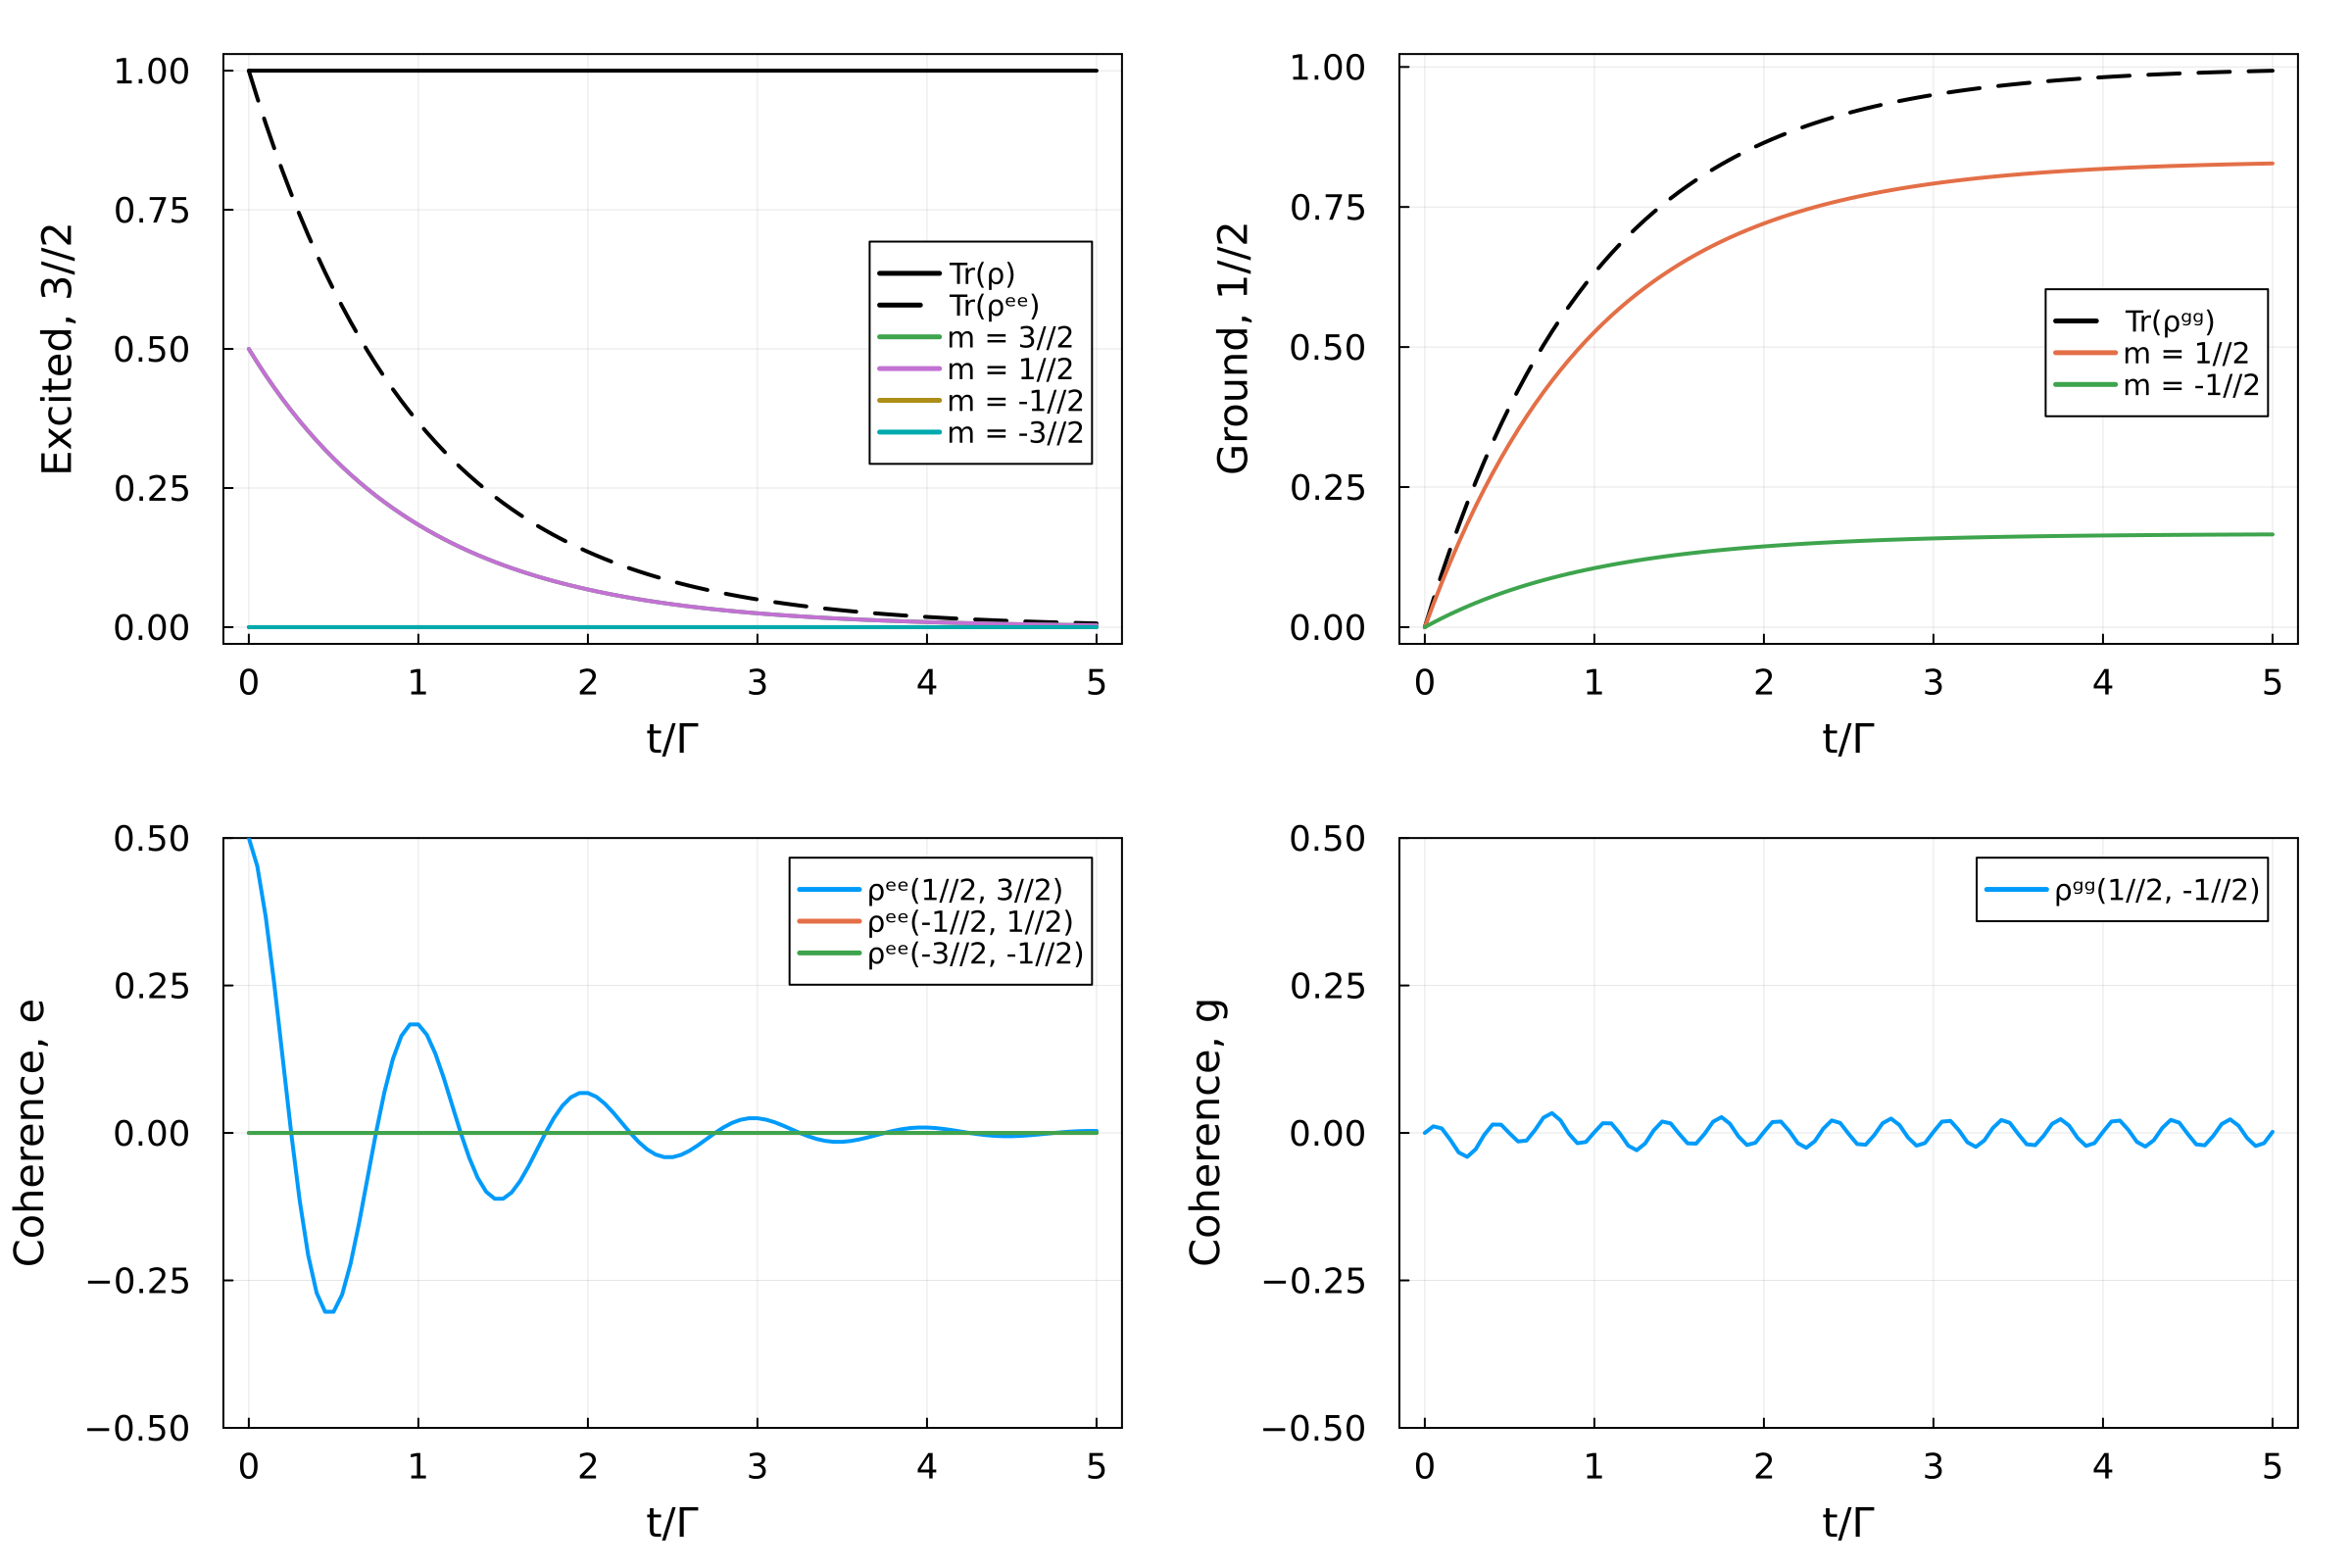 Excited, 3//2
1.00
0.75
0.50
0.25
0.00
Tr(ρ)
Tr(ρᵉᵉ)
m = 3//2
m = 1//2
m = -1//2
m = -3//2
0 1 2 3 4 5
t/Γ
Ground, 1//2
1.00
0.75
0.50
0.25
0.00
Tr(ρᵍᵍ)
m = 1//2
m = -1//2
0 1 2 3 4 5
t/Γ
Coherence, e
0.50
0.25
0.00
−0.25
−0.50
ρᵉᵉ(1//2, 3//2)
ρᵉᵉ(-1//2, 1//2)
ρᵉᵉ(-3//2, -1//2)
0 1 2 3 4 5
t/Γ
Coherence, g
0.50
0.25
0.00
−0.25
−0.50
ρᵍᵍ(1//2, -1//2)
0 1 2 3 4 5
t/Γ